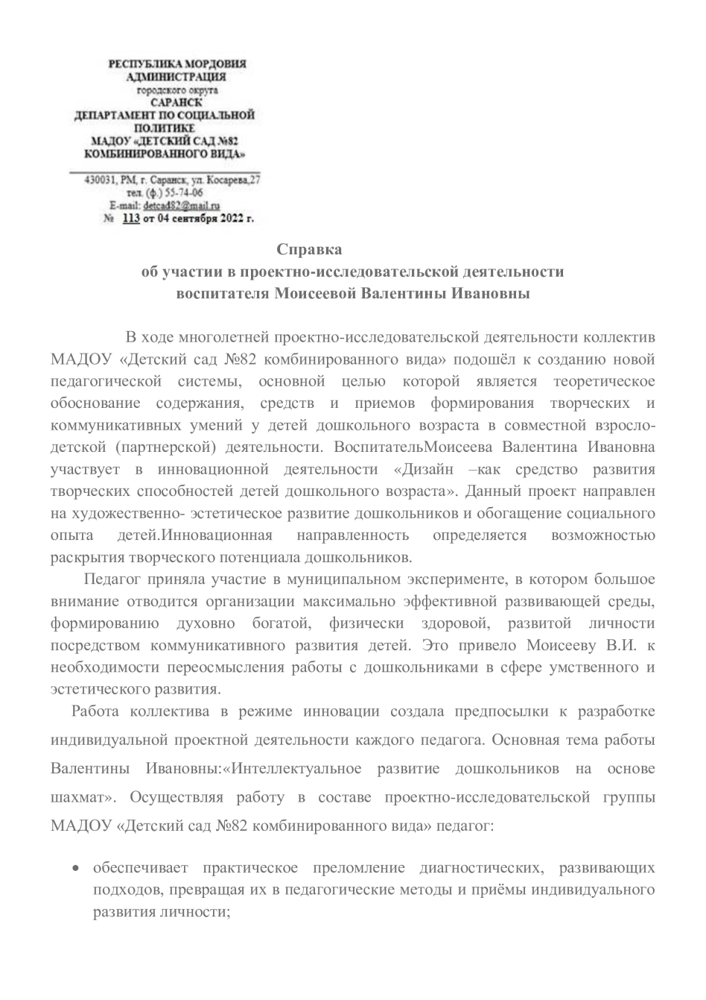 РЕСПУБЛИКА МОРДОВИЯ
АДМИНИСТРАЦИЯ
городского округа
САРАНСК
ДЕПАРТАМЕНТ ПО СОЦИАЛЬНОЙ
ПОЛИТИКЕ
МАДОУ «ДЕТСКИЙ САД №82
КОМБИНИРОВАННОГО ВИДА»
430031, РМ, г. Саранск, ул. Косарева,27
тел. (ф.) 55-74-06
E-mail: detcad82@mail.ru
№ 113 от 04 сентября 2022 г.
Справка
об участии в проектно-исследовательской деятельности
воспитателя Моисеевой Валентины Ивановны
В ходе многолетней проектно-исследовательской деятельности коллектив
МАДОУ «Детский сад №82 комбинированного вида» подошёл к созданию новой
педагогической системы, основной целью которой является теоретическое
обоснование содержания, средств и приемов формирования творческих и
коммуникативных умений у детей дошкольного возраста в совместной взросло-
детской (партнерской) деятельности. ВоспитательМоисеева Валентина Ивановна
участвует в инновационной деятельности «Дизайн –как средство развития
творческих способностей детей дошкольного возраста». Данный проект направлен
на художественно- эстетическое развитие дошкольников и обогащение социального
опыта детей.Инновационная направленность определяется возможностью
раскрытия творческого потенциала дошкольников.
Педагог приняла участие в муниципальном эксперименте, в котором большое
внимание отводится организации максимально эффективной развивающей среды,
формированию духовно богатой, физически здоровой, развитой личности
посредством коммуникативного развития детей. Это привело Моисееву В.И. к
необходимости переосмысления работы с дошкольниками в сфере умственного и
эстетического развития.
Работа коллектива в режиме инновации создала предпосылки к разработке
индивидуальной проектной деятельности каждого педагога. Основная тема работы
Валентины Ивановны:«Интеллектуальное развитие дошкольников на основе
шахмат». Осуществляя работу в составе проектно-исследовательской группы
МАДОУ «Детский сад №82 комбинированного вида» педагог:
• обеспечивает практическое преломление диагностических, развивающих
подходов, превращая их в педагогические методы и приёмы индивидуального
развития личности;